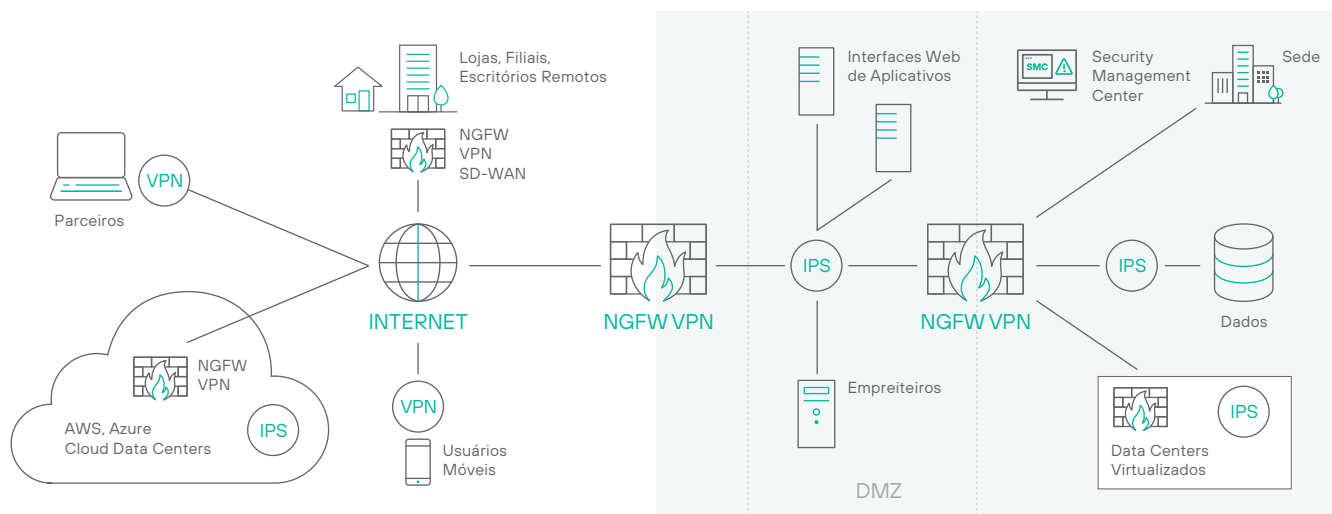 Lojas, Filiais,
Escritórios Remotos
NGFW
VPN
SD-WAN
VPN
Parceiros
INTERNET
NGFW
VPN
AWS, Azure
Cloud Data Centers
IPS
VPN
Usuários
Móveis
NGFW VPN
Interfaces Web
de Aplicativos
IPS
Empreiteiros
DMZ
NGFW VPN
SMC
Security
Management
Center
Sede
IPS
Dados
IPS
Data Centers
Virtualizados